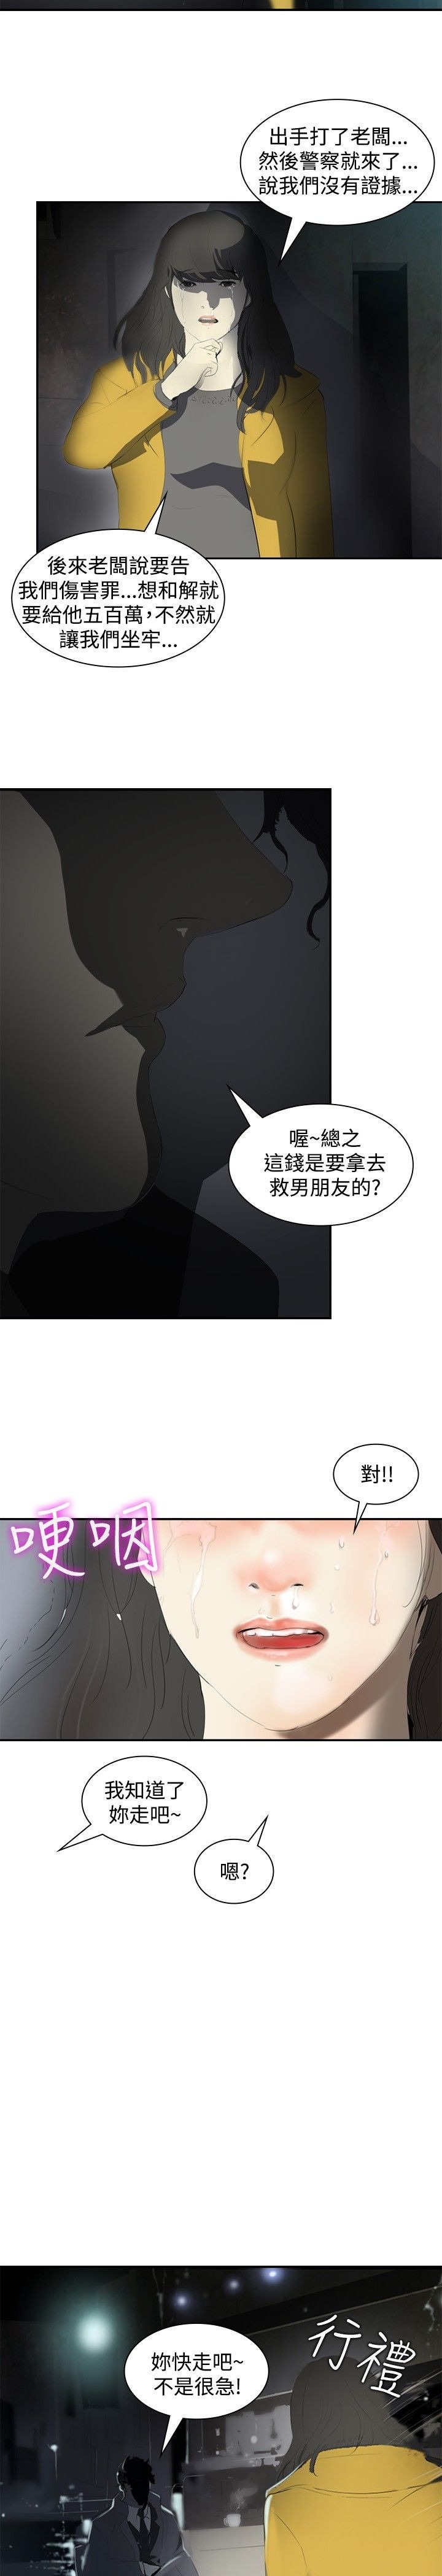 出手打了老闆...
然後警察就來了...
說我們沒有證據...
後來老闆說要告
我們傷害罪...想和解就
要給他五百萬，不然就
讓我們坐牢...
喔~總之
這錢是要拿去
救男朋友的?
對!!
哽咽
我知道了
妳走吧~
嗯?
行禮
妳快走吧~
不是很急!